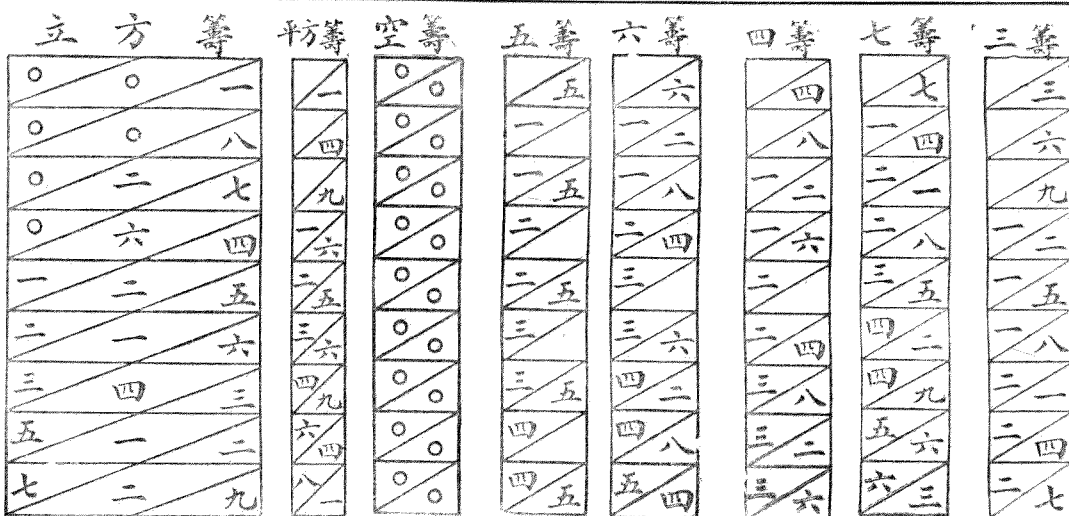 立方籌 平方籌 空籌 五籌 六籌 四籌 七籌 三籌
○ ○ 一 一 ○ ○ 五 六 四 七 三
○ ○ 八 四 ○ ○ 一 一 二 八 一 四 六
○ 二 七 九 ○ ○ 一 五 一 八 一 二 二 一 九
○ 六 四 一 六 ○ ○ 二 二 四 一 六 二 八 一 二
一 二 五 二 五 ○ ○ 二 五 三 二 三 五 一 五
二 一 六 三 六 ○ ○ 三 三 六 二 四 四 二 一 八
三 四 三 四 九 ○ ○ 三 五 四 二 三 八 四 九 二 一
五 一 二 六 四 ○ ○ 四 四 八 三 二 五 六 二 四
七 二 九 八 一 ○ ○ 四 五 五 四 三 六 六 三 二 七